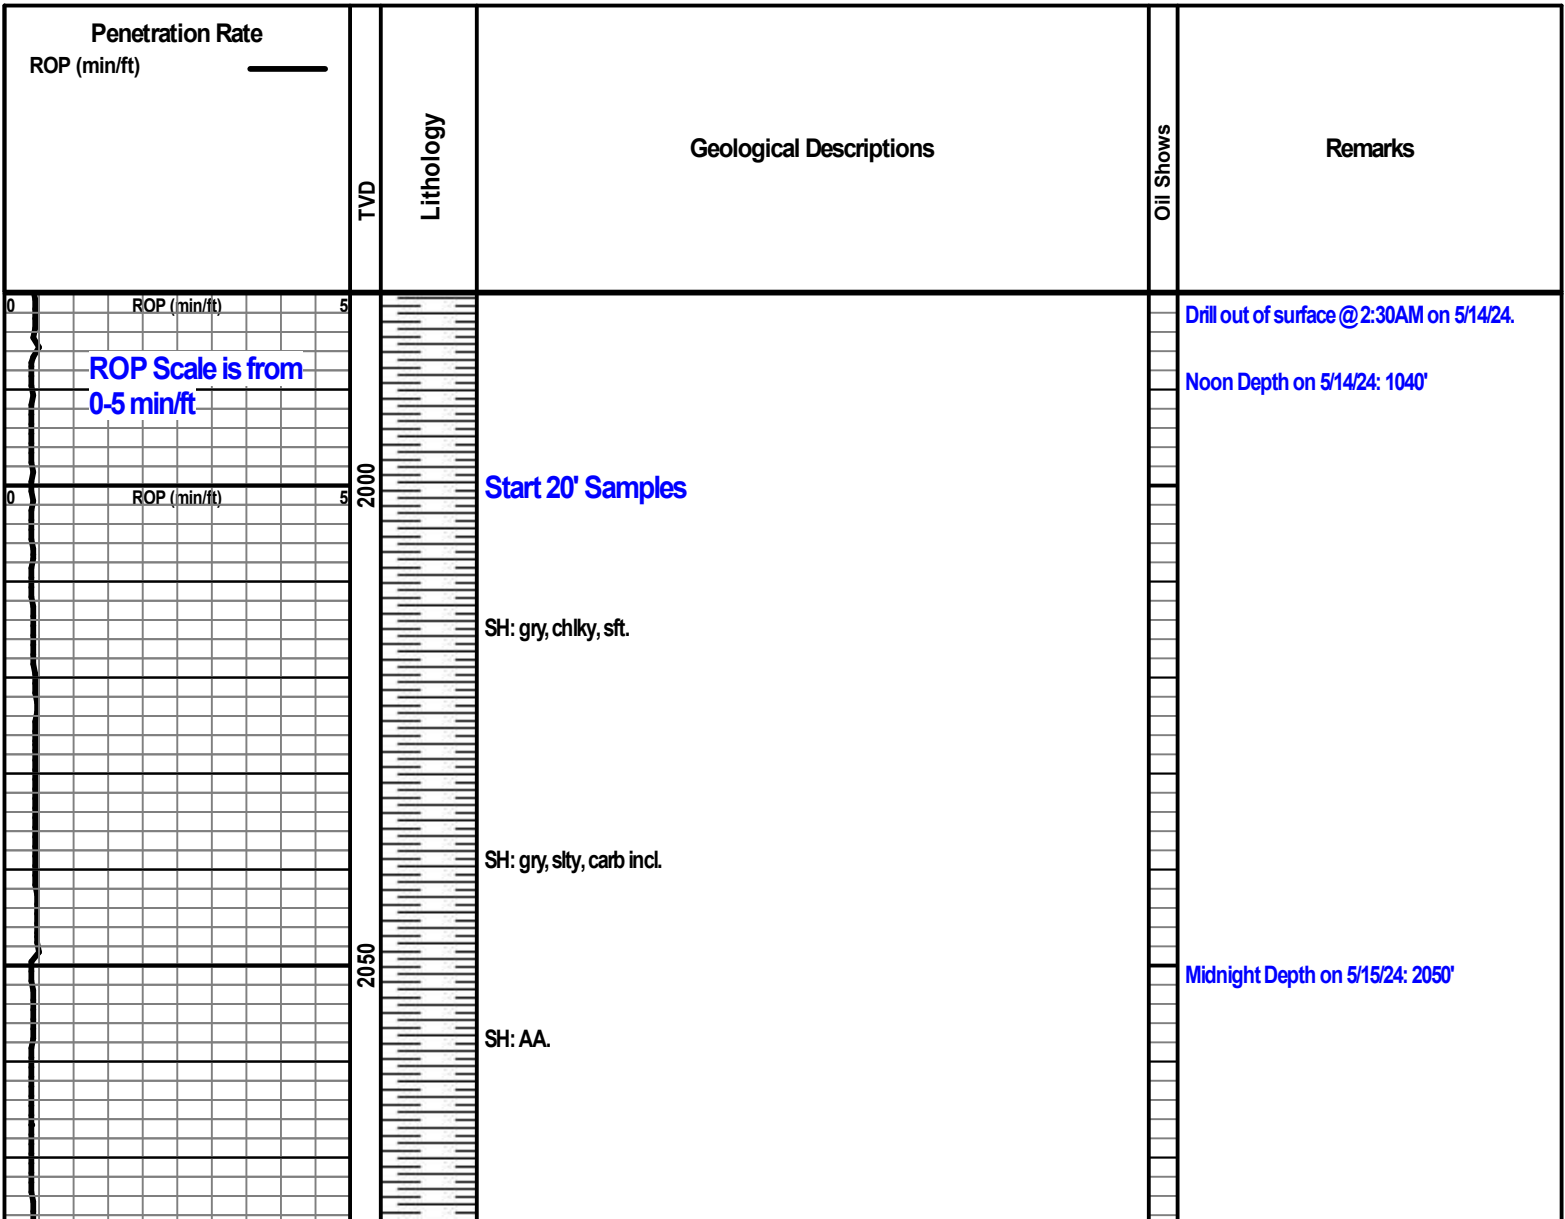 Penetration Rate
ROP (min/ft)
TVD
Lithology
Geological Descriptions
Oil Shows
Remarks
0 ROP (min/ft) 5
Drill out of surface @ 2:30AM on 5/14/24.
ROP Scale is from
0-5 min/ft
Noon Depth on 5/14/24: 1040'
0 ROP (min/ft) 5
2000
Start 20' Samples
SH: gry, chlky, sft.
SH: gry, slty, carb incl.
2050
Midnight Depth on 5/15/24: 2050'
SH: AA.